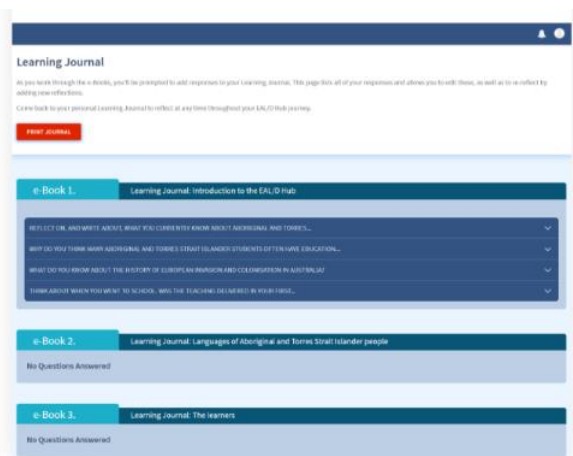 Learning Journal
As you work through the e-Books, you'll be prompted to add responses to your Learning Journal. This page lists all of your responses and allows you to edit these, as well as to re-reflect by
adding new reflections.
Come back to your personal Learning Journal to reflect at any time throughout your EAL/D Hub journey.
PRINT JOURNAL
e-Book 1.
Learning Journal: Introduction to the EAL/D Hub
REFLECT ON, AND WRITE ABOUT, WHAT YOU CURRENTLY KNOW ABOUT ABORIGINAL AND TORRES...
WHY DO YOU THINK MANY ABORIGINAL AND TORRES STRAIT ISLANDER STUDENTS OFTEN HAVE EDUCATION...
WHAT DO YOU KNOW ABOUT THE HISTORY OF EUROPEAN INVASION AND COLONISATION IN AUSTRALIA?
THINK ABOUT WHEN YOU WENT TO SCHOOL. WAS THE TEACHING DELIVERED IN YOUR FIRST...
e-Book 2.
Learning Journal: Languages of Aboriginal and Torres Strait Islander people
No Questions Answered
e-Book 3.
Learning Journal: The learners
No Questions Answered